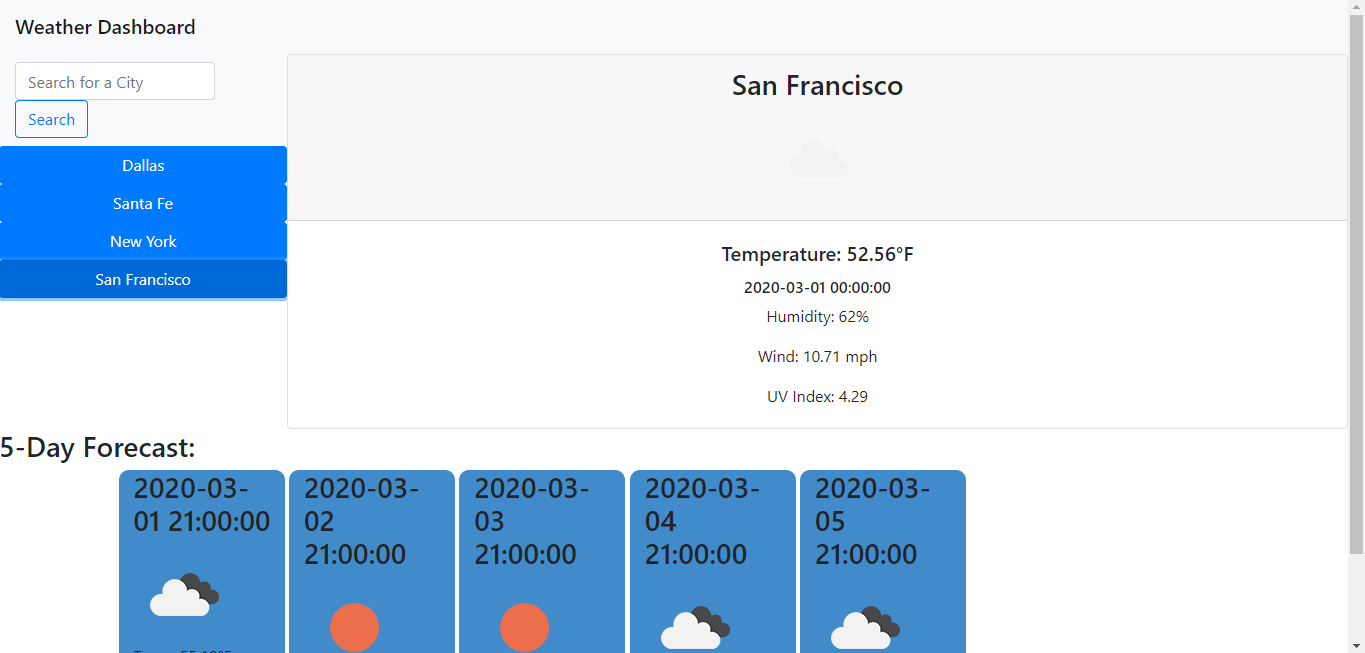 Weather Dashboard
Search for a City
Search
Dallas
Santa Fe
New York
San Francisco
San Francisco
Temperature: 52.56°F
2020-03-01 00:00:00
Humidity: 62%
Wind: 10.71 mph
UV Index: 4.29
5-Day Forecast:
2020-03-
01 21:00:00
2020-03-
02
21:00:00
2020-03-
03
21:00:00
2020-03-
04
21:00:00
2020-03-
05
21:00:00